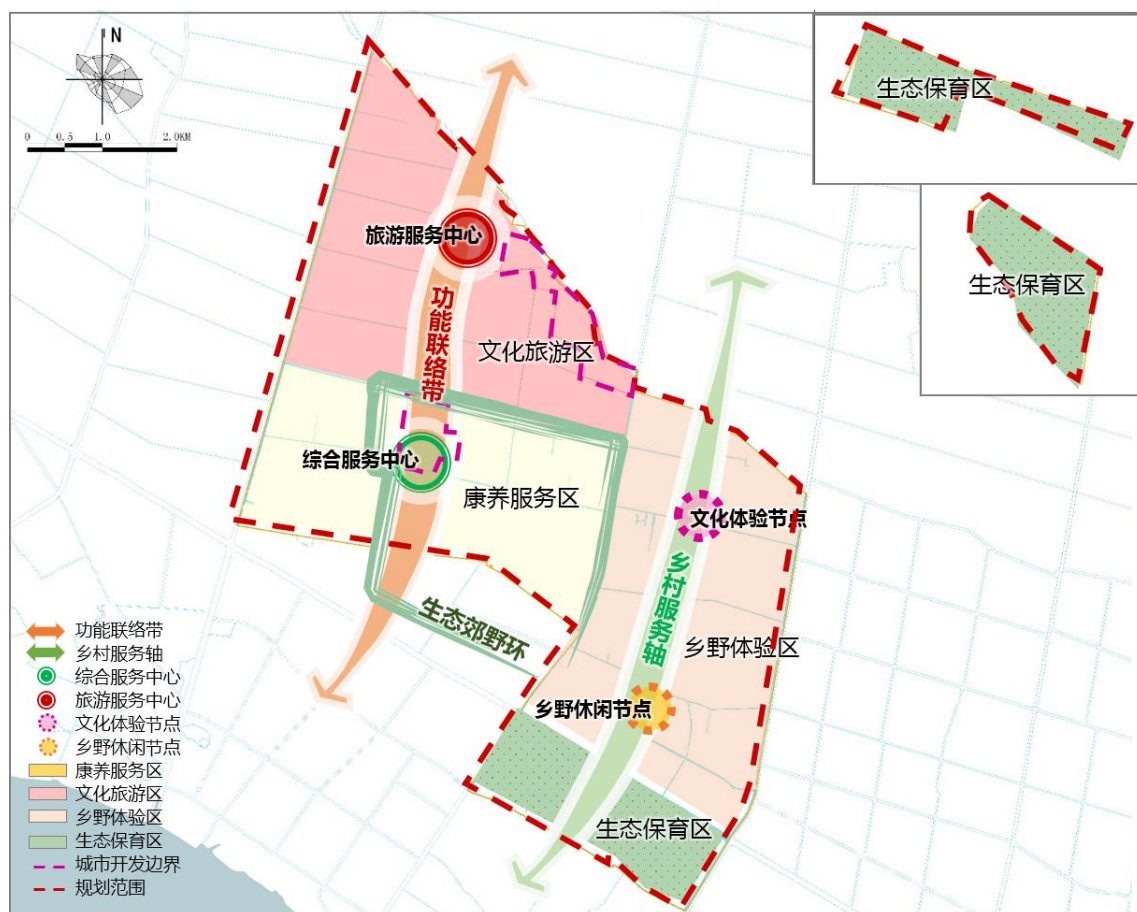 N
0 0.5 1.0 2.0KM
生态保育区
生态保育区
旅游服务中心
功能联络带
文化旅游区
综合服务中心
康养服务区
文化体验节点
乡村服务轴
生态郊野环
乡野体验区
乡野休闲节点
生态保育区
功能联络带
乡村服务轴
综合服务中心
旅游服务中心
文化体验节点
乡野休闲节点
康养服务区
文化旅游区
乡野体验区
生态保育区
城市开发边界
规划范围